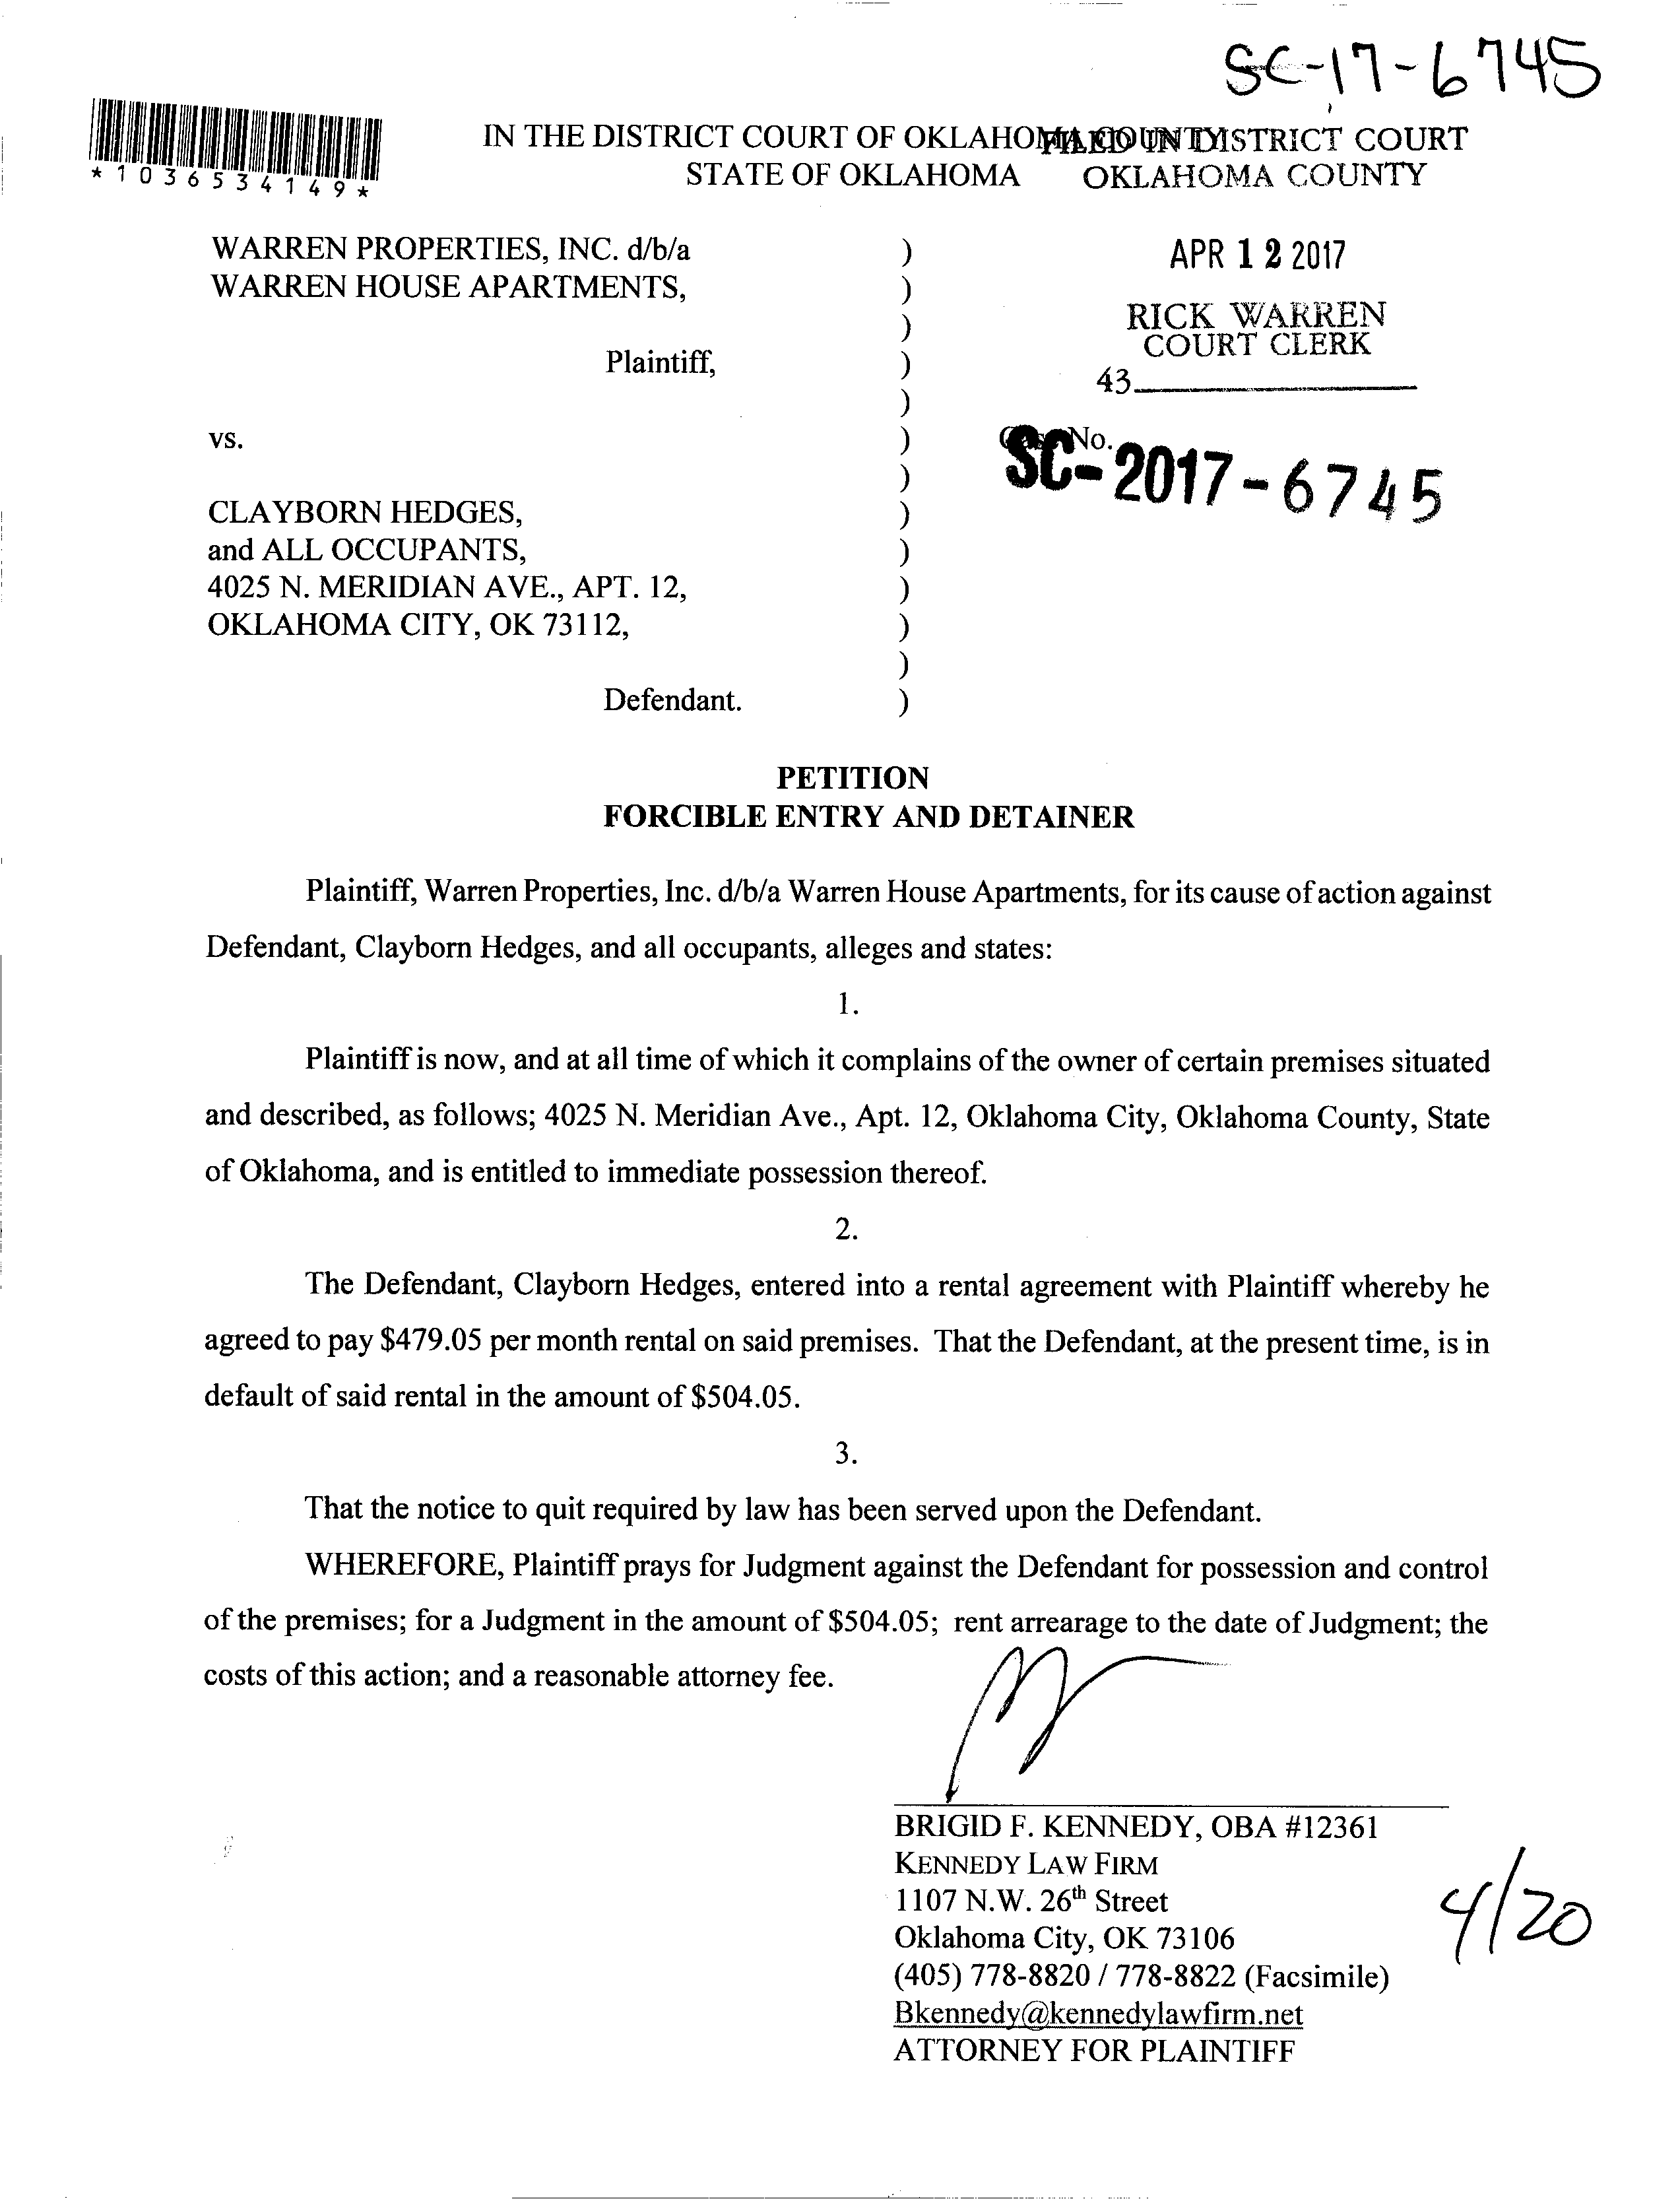 SC-17-6745
*1036534149*
IN THE DISTRICT COURT OF OKLAHOMA COUNTY
STATE OF OKLAHOMA
FILED IN DISTRICT COURT
OKLAHOMA COUNTY
WARREN PROPERTIES, INC. d/b/a )
WARREN HOUSE APARTMENTS, )
)
Plaintiff, )
)
vs. )
)
CLAYBORN HEDGES, )
and ALL OCCUPANTS, )
4025 N. MERIDIAN AVE., APT. 12, )
OKLAHOMA CITY, OK 73112, )
)
Defendant. )
APR 12 2017
RICK WARREN
COURT CLERK
43
Case No.
SC-2017-6745
PETITION
FORCIBLE ENTRY AND DETAINER
Plaintiff, Warren Properties, Inc. d/b/a Warren House Apartments, for its cause of action against
Defendant, Clayborn Hedges, and all occupants, alleges and states:
1.
Plaintiff is now, and at all time of which it complains of the owner of certain premises situated
and described, as follows; 4025 N. Meridian Ave., Apt. 12, Oklahoma City, Oklahoma County, State
of Oklahoma, and is entitled to immediate possession thereof.
2.
The Defendant, Clayborn Hedges, entered into a rental agreement with Plaintiff whereby he
agreed to pay $479.05 per month rental on said premises. That the Defendant, at the present time, is in
default of said rental in the amount of $504.05.
3.
That the notice to quit required by law has been served upon the Defendant.
WHEREFORE, Plaintiff prays for Judgment against the Defendant for possession and control
of the premises; for a Judgment in the amount of $504.05; rent arrearage to the date of Judgment; the
costs of this action; and a reasonable attorney fee.
BRIGID F. KENNEDY, OBA #12361
KENNEDY LAW FIRM
1107 N.W. 26th Street
Oklahoma City, OK 73106
(405) 778-8820 / 778-8822 (Facsimile)
Bkennedy@kennedylawfirm.net
ATTORNEY FOR PLAINTIFF
4/20